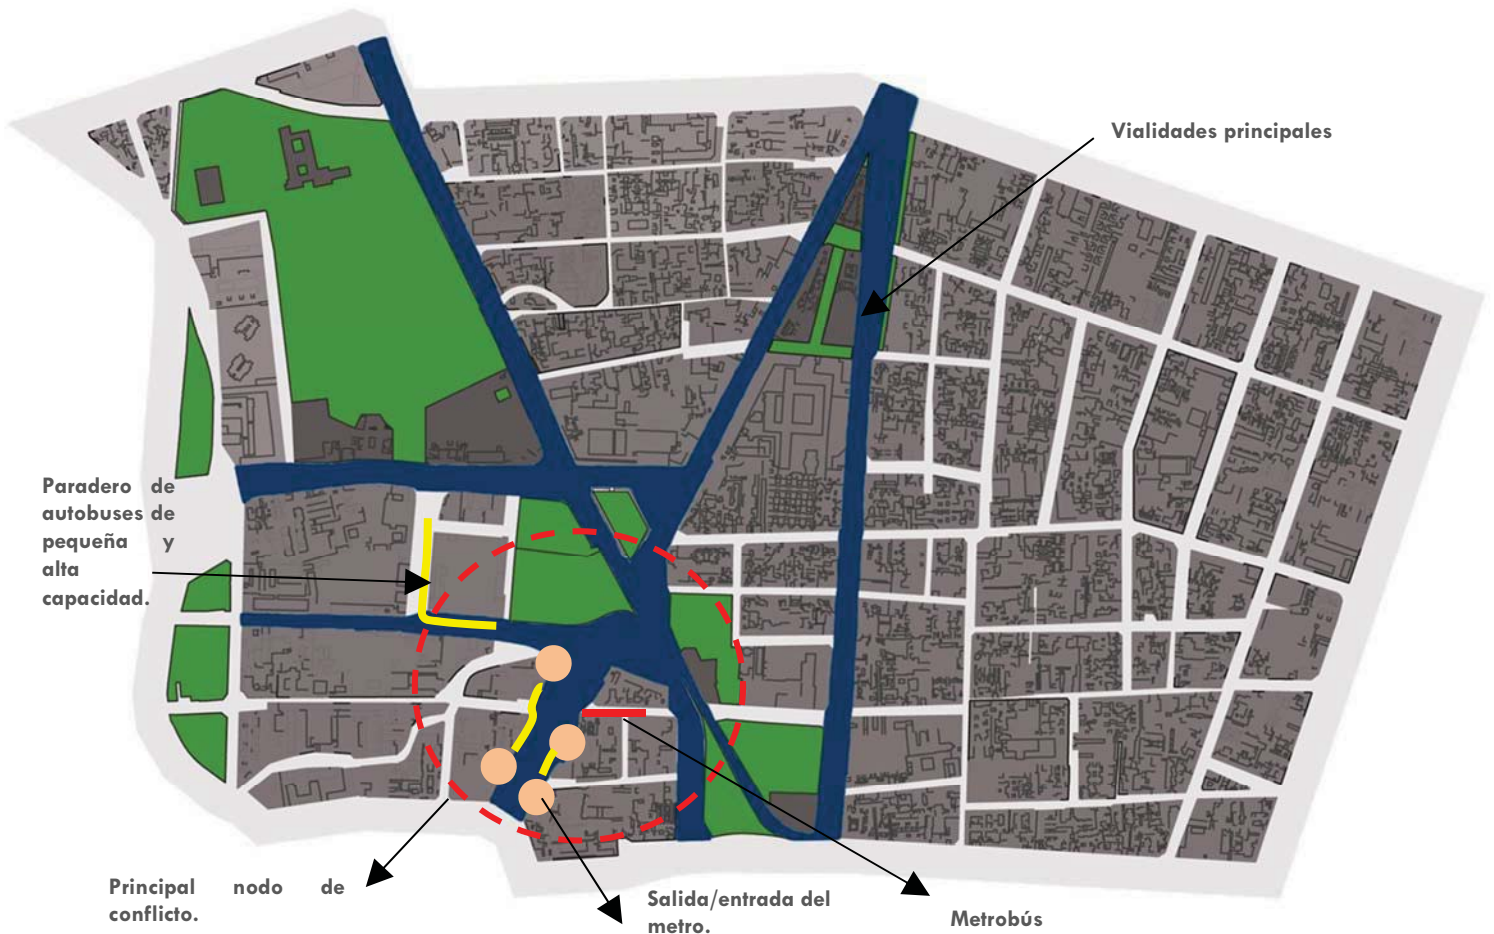 Vialidades principales
Paradero de
autobuses de
pequeña y
alta
capacidad.
Principal nodo de
conflicto.
Salida/entrada del
metro.
Metrobús